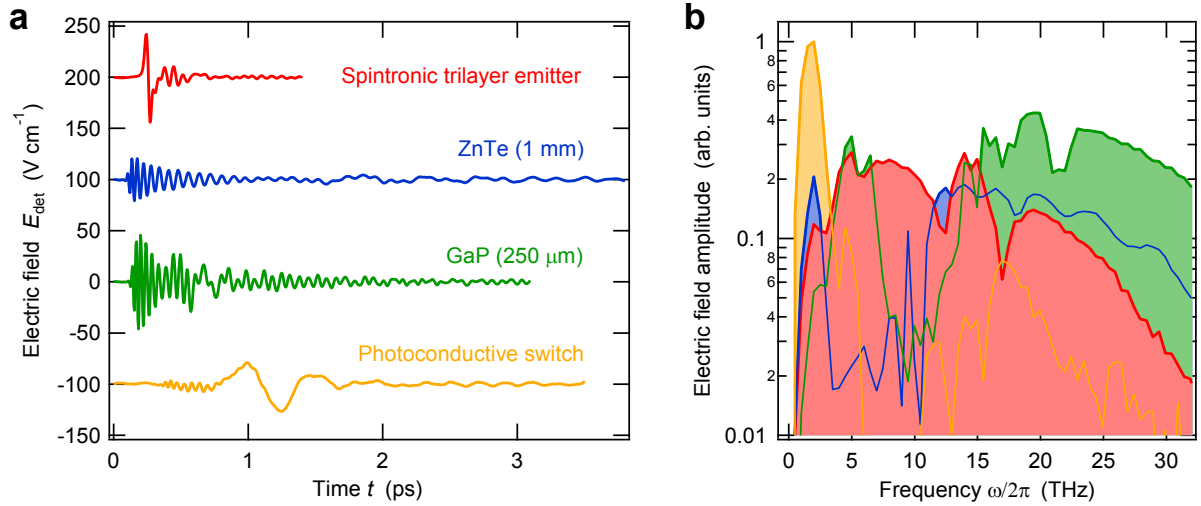 a
Electric field E_det (V cm⁻¹)
250
200
150
100
50
0
-50
-100
-150
Spintronic trilayer emitter
ZnTe (1 mm)
GaP (250 μm)
Photoconductive switch
0 1 2 3
Time t (ps)
b
Electric field amplitude (arb. units)
1
8
6
4
2
0.1
8
6
4
2
0.01
0 5 10 15 20 25 30
Frequency ω/2π (THz)